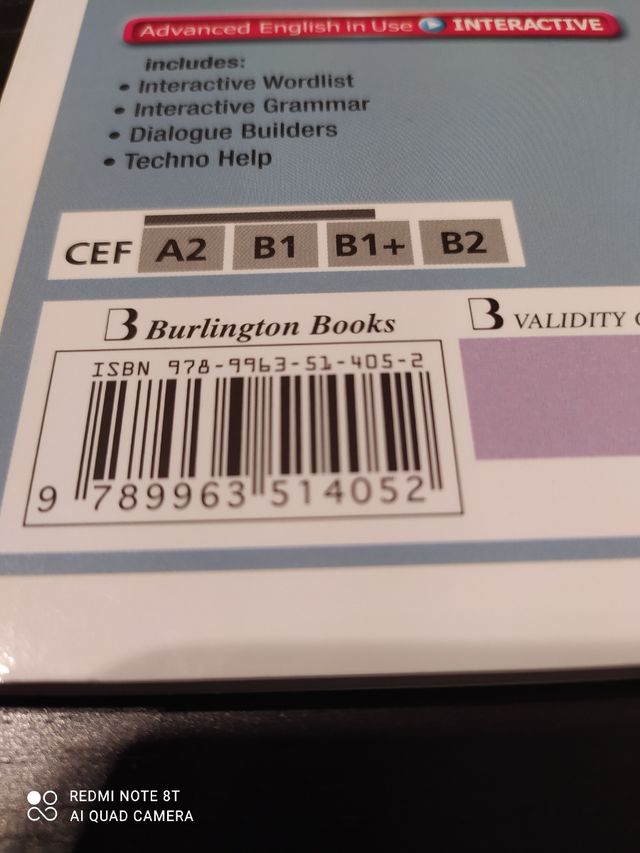 Advanced English in Use INTERACTIVE
includes:
• Interactive Wordlist
• Interactive Grammar
• Dialogue Builders
• Techno Help
CEF A2 B1 B1+ B2
B Burlington Books
B VALIDITY
ISBN 978-9963-51-405-2
9 789963 514052
REDMI NOTE 8T
AI QUAD CAMERA